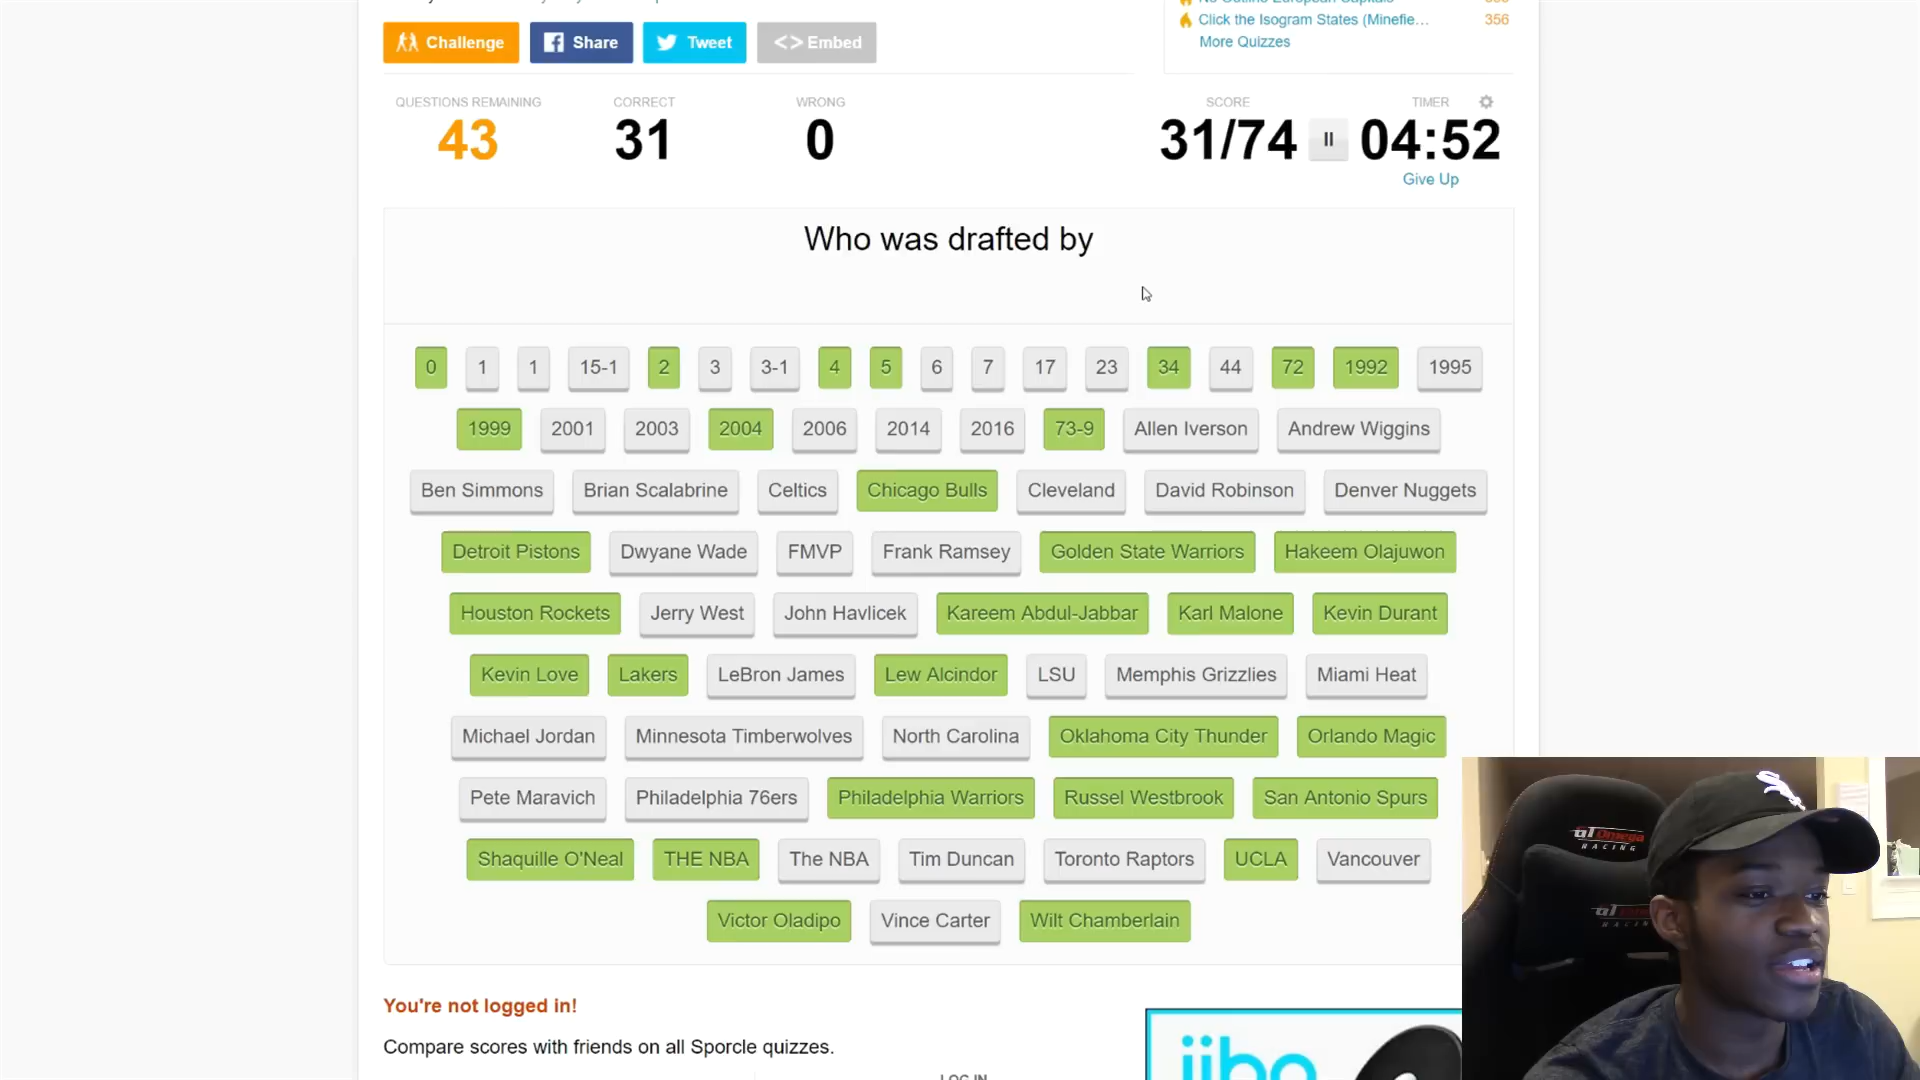 Click the Isogram States (Minefie... 356
More Quizzes
Challenge Share Tweet <> Embed
QUESTIONS REMAINING CORRECT WRONG SCORE TIMER
43 31 0 31/74 04:52
Give Up
Who was drafted by
0 1 1 15-1 2 3 3-1 4 5 6 7 17 23 34 44 72 1992 1995
1999 2001 2003 2004 2006 2014 2016 73-9 Allen Iverson Andrew Wiggins
Ben Simmons Brian Scalabrine Celtics Chicago Bulls Cleveland David Robinson Denver Nuggets
Detroit Pistons Dwyane Wade FMVP Frank Ramsey Golden State Warriors Hakeem Olajuwon
Houston Rockets Jerry West John Havlicek Kareem Abdul-Jabbar Karl Malone Kevin Durant
Kevin Love Lakers LeBron James Lew Alcindor LSU Memphis Grizzlies Miami Heat
Michael Jordan Minnesota Timberwolves North Carolina Oklahoma City Thunder Orlando Magic
Pete Maravich Philadelphia 76ers Philadelphia Warriors Russel Westbrook San Antonio Spurs
Shaquille O'Neal THE NBA The NBA Tim Duncan Toronto Raptors UCLA Vancouver
Victor Oladipo Vince Carter Wilt Chamberlain
You're not logged in!
Compare scores with friends on all Sporcle quizzes.
LOG IN
jibo
GT Omega
RACING